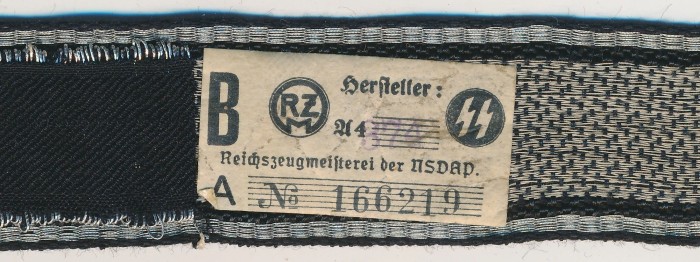 B
RZM
Hersteller:
A4
Reichszeugmeisterei der NSDAP.
A
No 166219